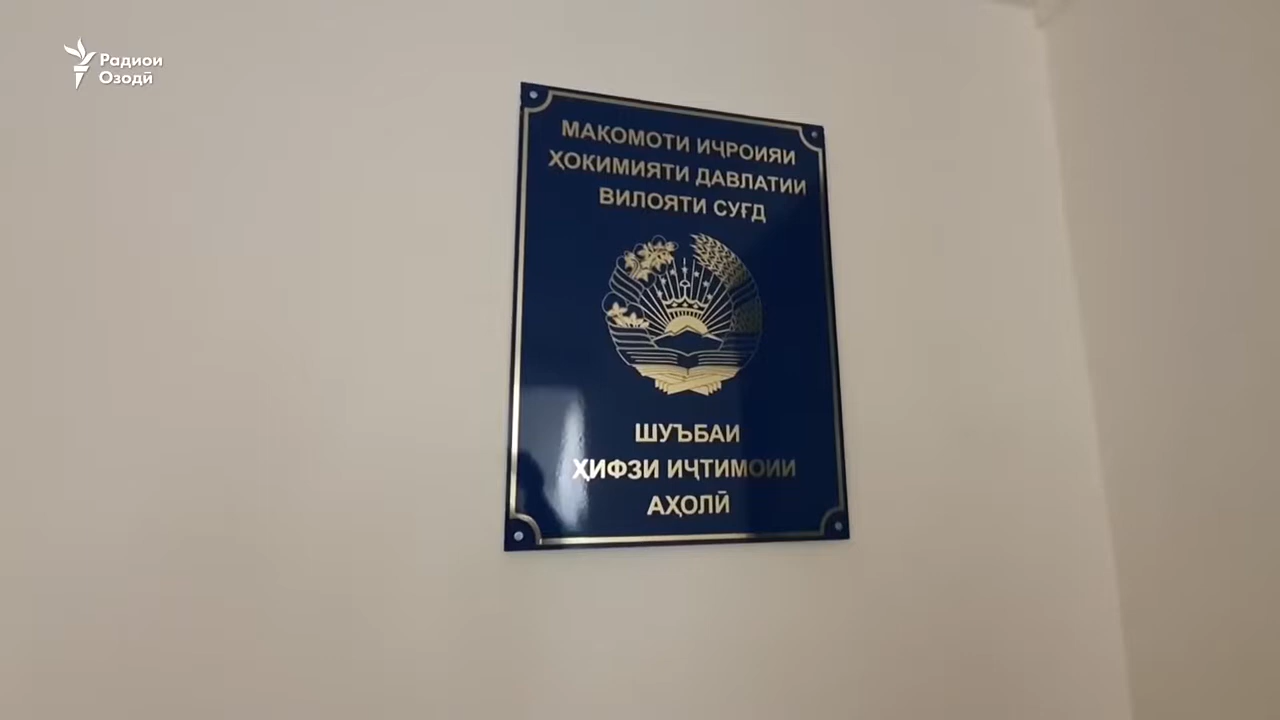 Радиои
Озодӣ
МАҚОМОТИ ИҶРОИЯИ
ҲОКИМИЯТИ ДАВЛАТИИ
ВИЛОЯТИ СУҒД
ШУЪБАИ
ҲИФЗИ ИҶТИМОИИ
АҲОЛӢ